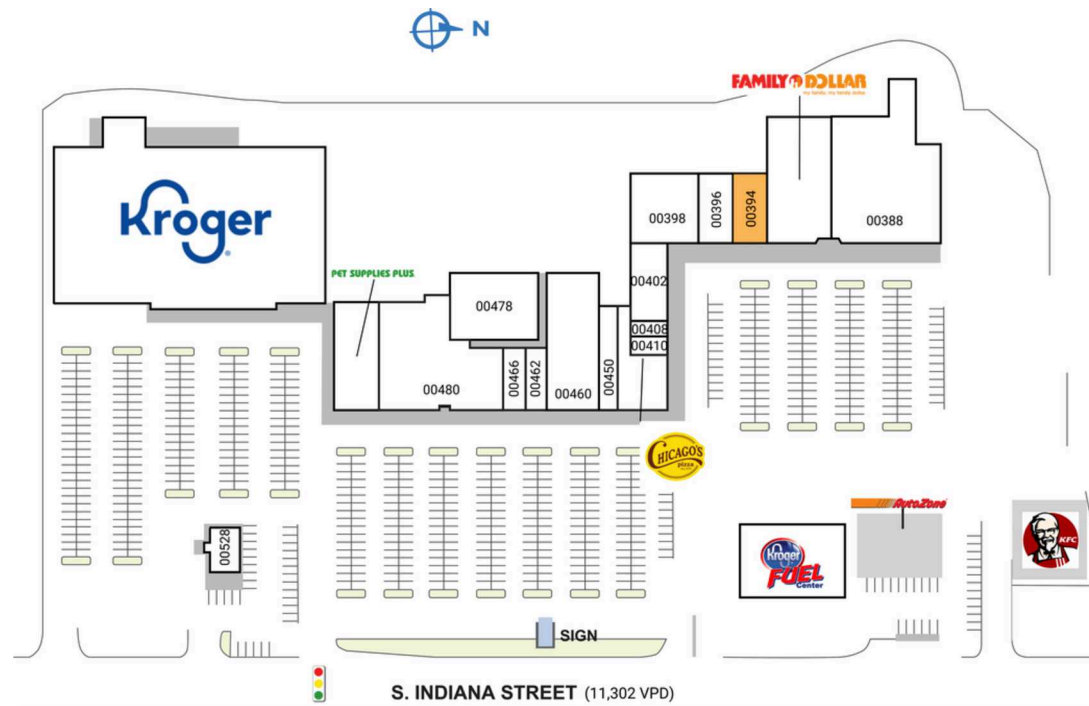 N
FAMILY DOLLAR
my family, my family dollar.
Kroger
00398
00396
00394
00388
PET SUPPLIES PLUS
00402
00478
00408
00410
00480
00466
00462
00460
00450
CHICAGO'S
pizza
AutoZone
00528
Kroger
FUEL
Center
KFC
SIGN
S. INDIANA STREET (11,302 VPD)